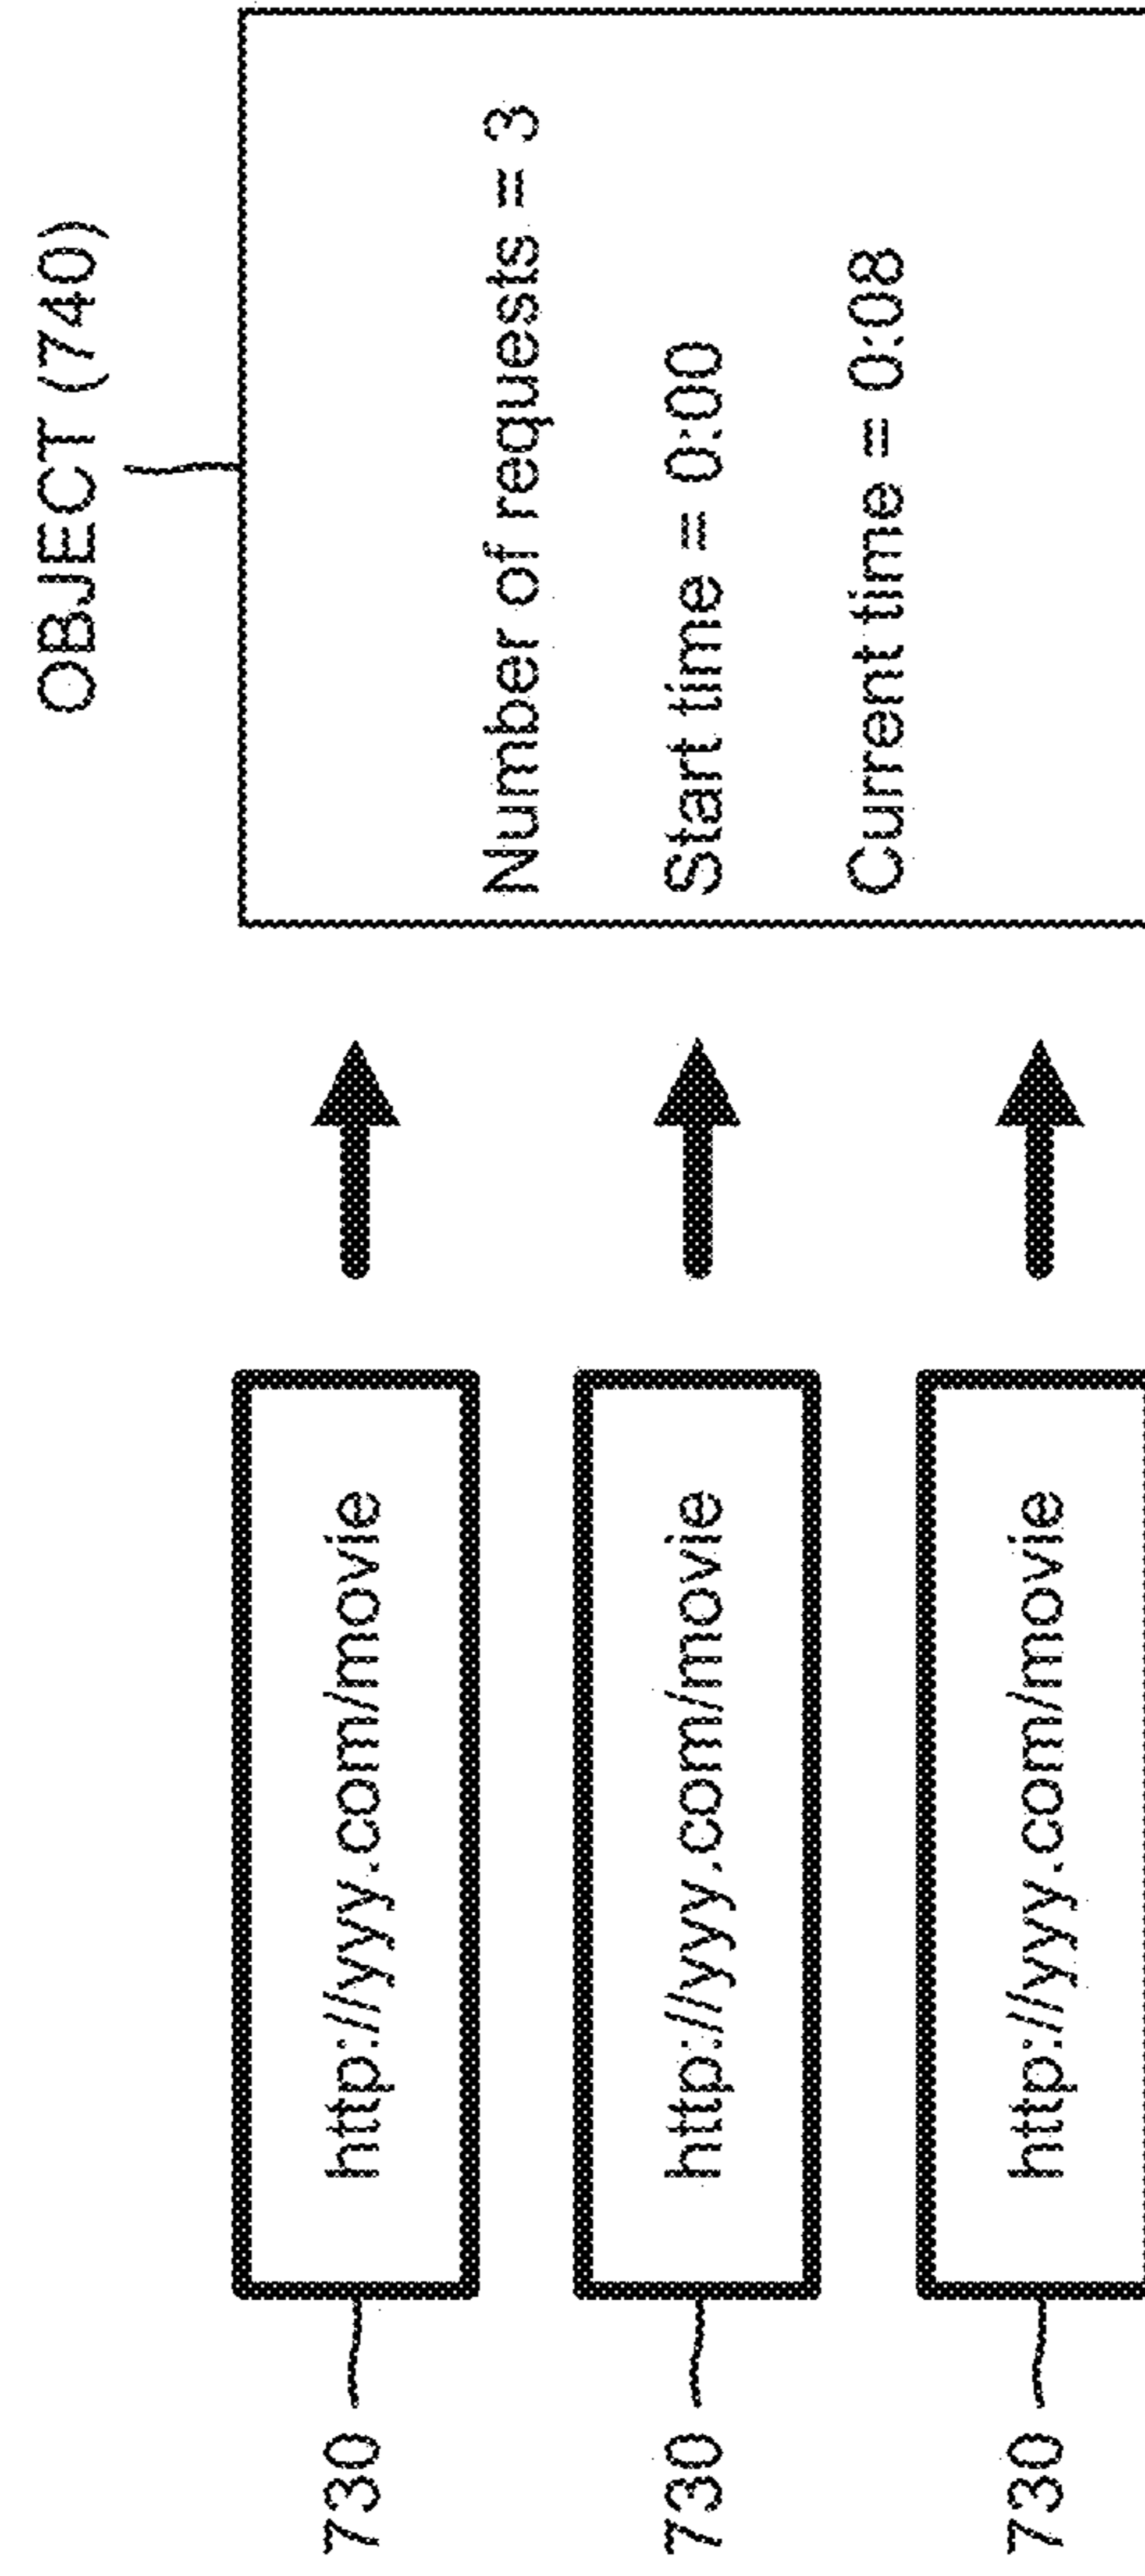 OBJECT (740)
730
http://yyy.com/movie
730
http://yyy.com/movie
730
http://yyy.com/movie
Number of requests = 3
Start time = 0:00
Current time = 0:08